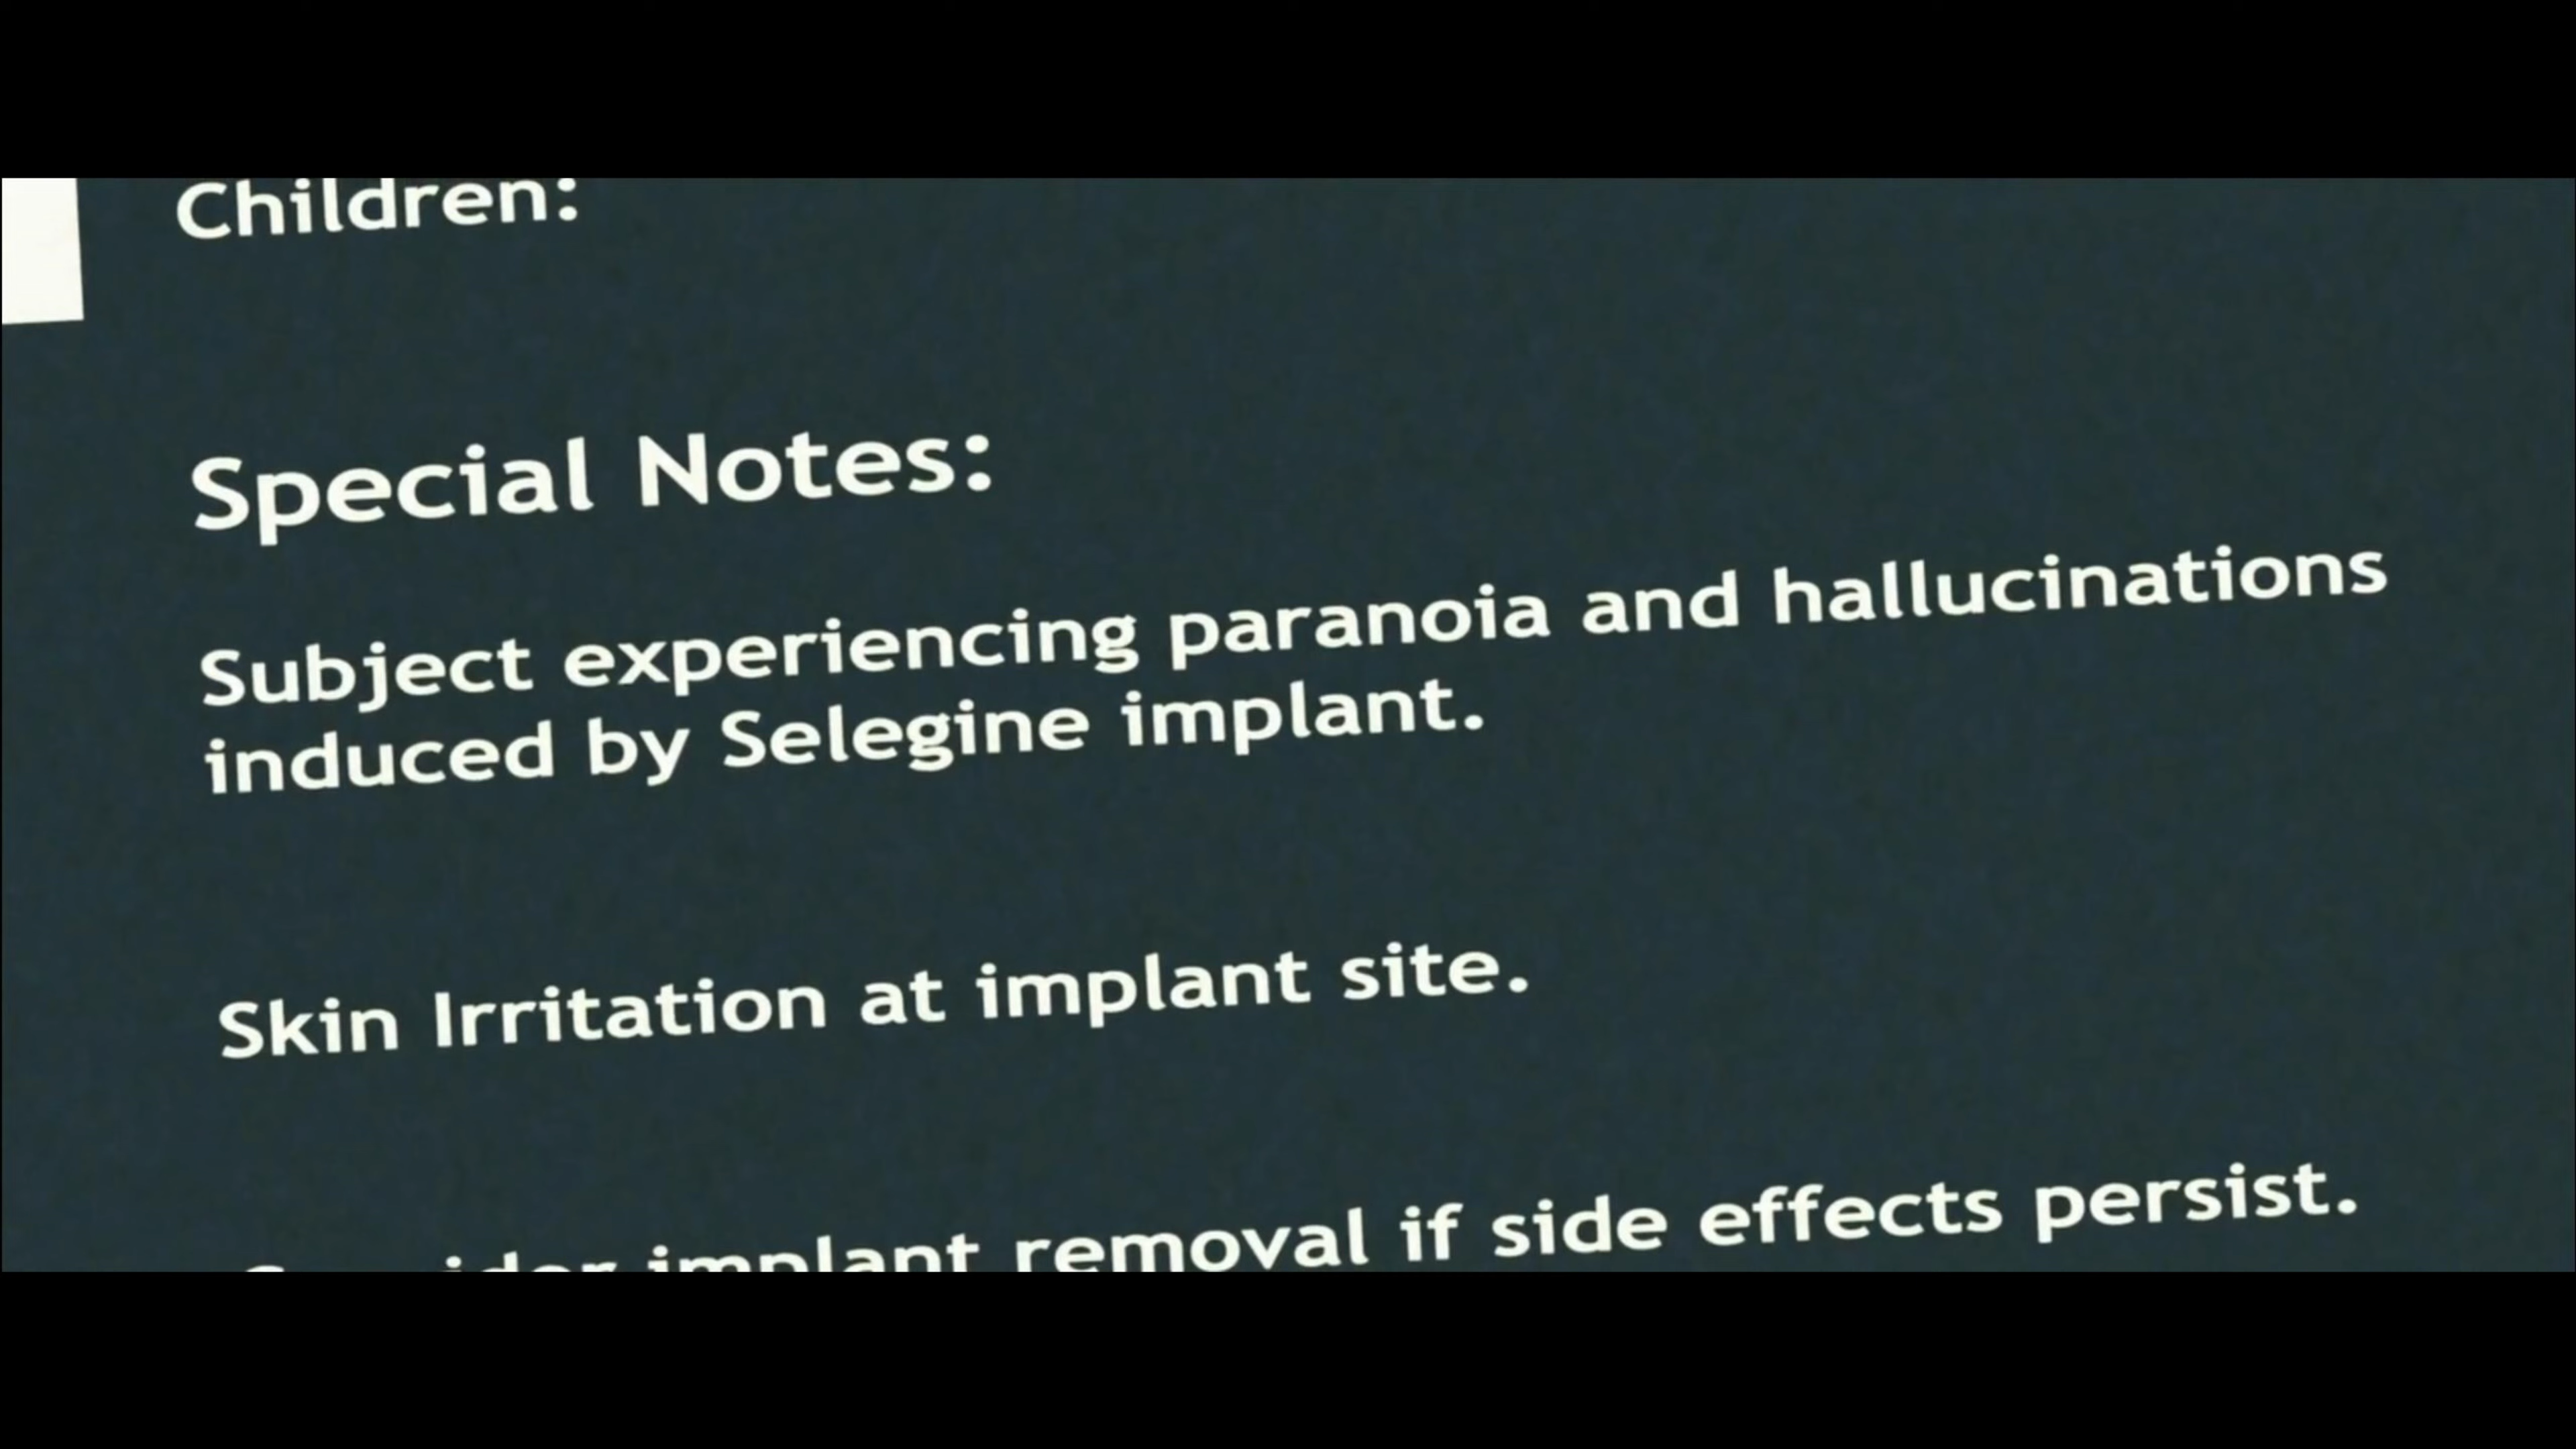 Children:
Special Notes:
Subject experiencing paranoia and hallucinations
induced by Selegine implant.
Skin Irritation at implant site.
Consider implant removal if side effects persist.